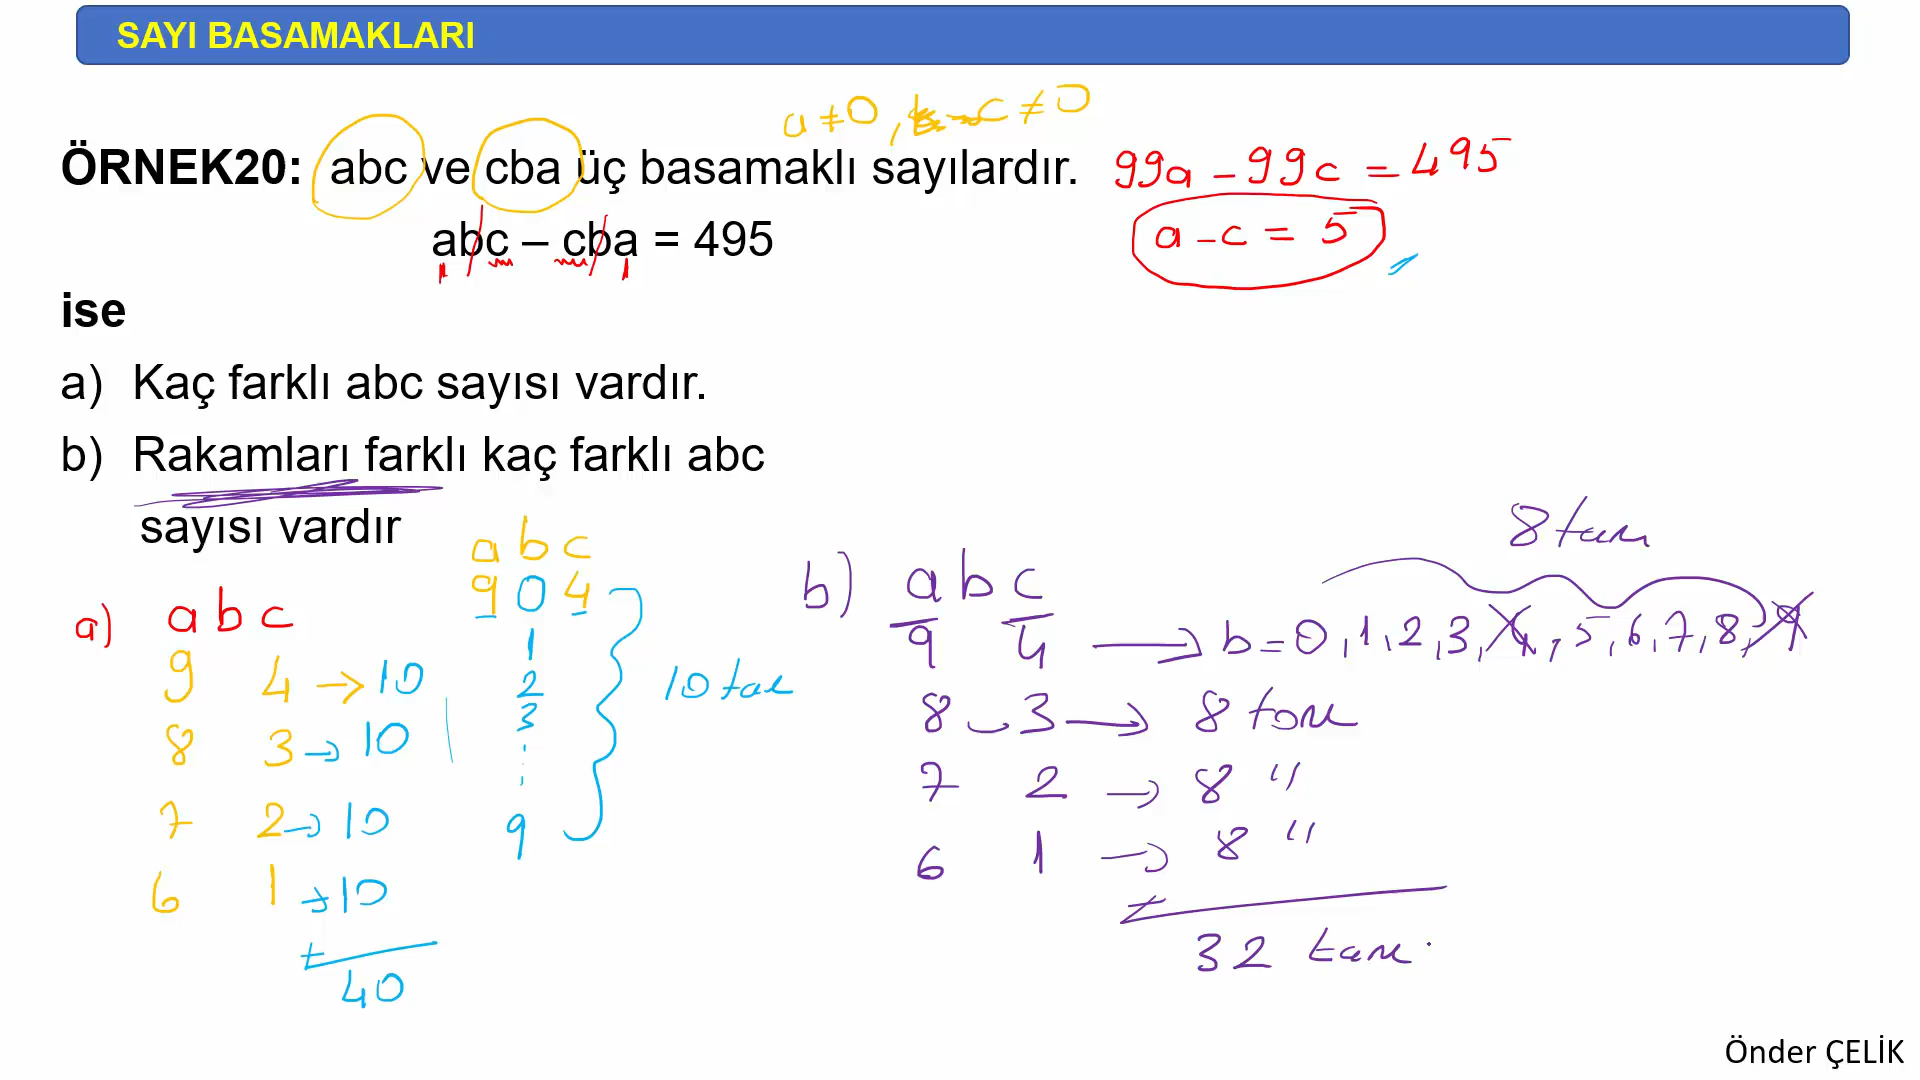 SAYI BASAMAKLARI
a ≠ 0, c ≠ 0
ÖRNEK20: abc ve cba üç basamaklı sayılardır.
99a - 99c = 495
abc – cba = 495
a - c = 5
ise
a) Kaç farklı abc sayısı vardır.
b) Rakamları farklı kaç farklı abc
sayısı vardır
a) a b c
9 4 → 10
8 3 → 10
7 2 → 10
6 1 → 10
+
40
a b c
9 0 4
1
2
3
⋮
9
10 tane
b) a b c
8 tane
9 4 → b = 0, 1, 2, 3, 4, 5, 6, 7, 8, 9
8 3 → 8 tane
7 2 → 8 "
6 1 → 8 "
+
32 tane
Önder ÇELİK